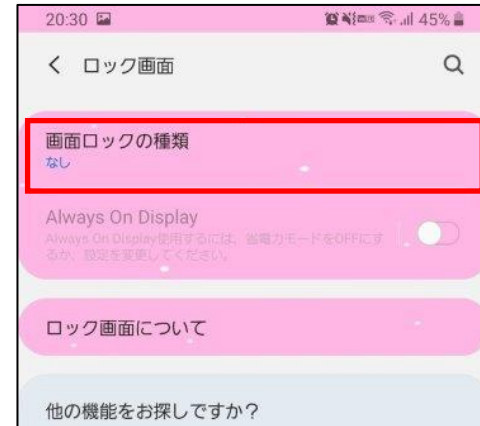 20:30 45%
ロック画面
画面ロックの種類
なし
Always On Display
Always On Display使用するには、省電力モードをOFFにす
るか、設定を変更してください。
ロック画面について
他の機能をお探しですか？